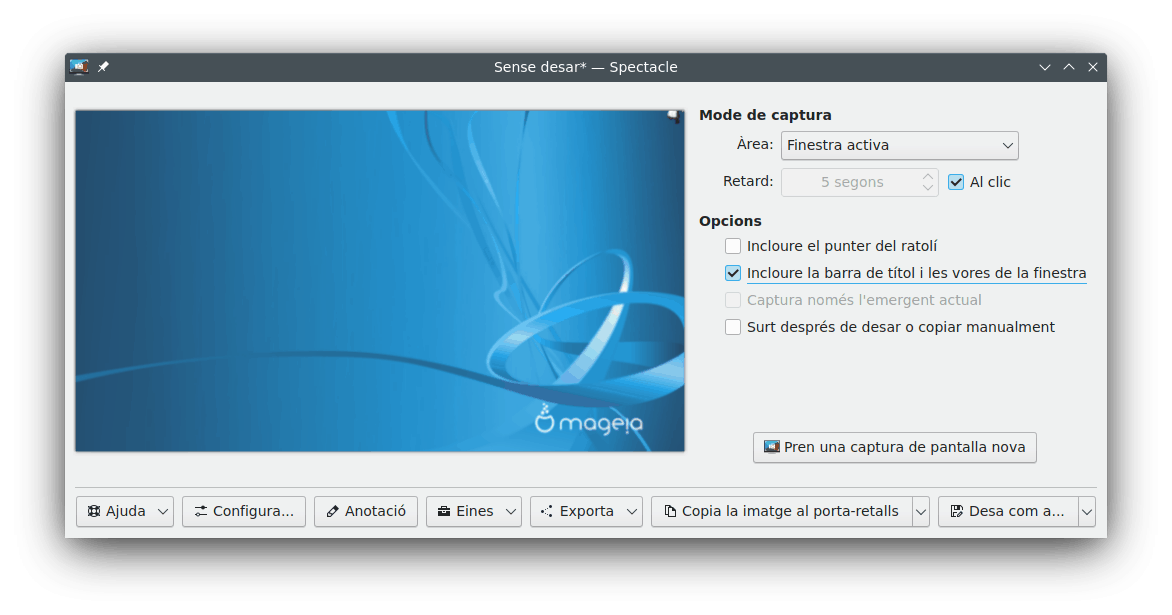 Sense desar* — Spectacle
mageia
Mode de captura
Àrea: Finestra activa
Retard: 5 segons Al clic
Opcions
Incloure el punter del ratolí
Incloure la barra de títol i les vores de la finestra
Captura només l'emergent actual
Surt després de desar o copiar manualment
Pren una captura de pantalla nova
Ajuda Configura... Anotació Eines Exporta Copia la imatge al porta-retalls Desa com a...